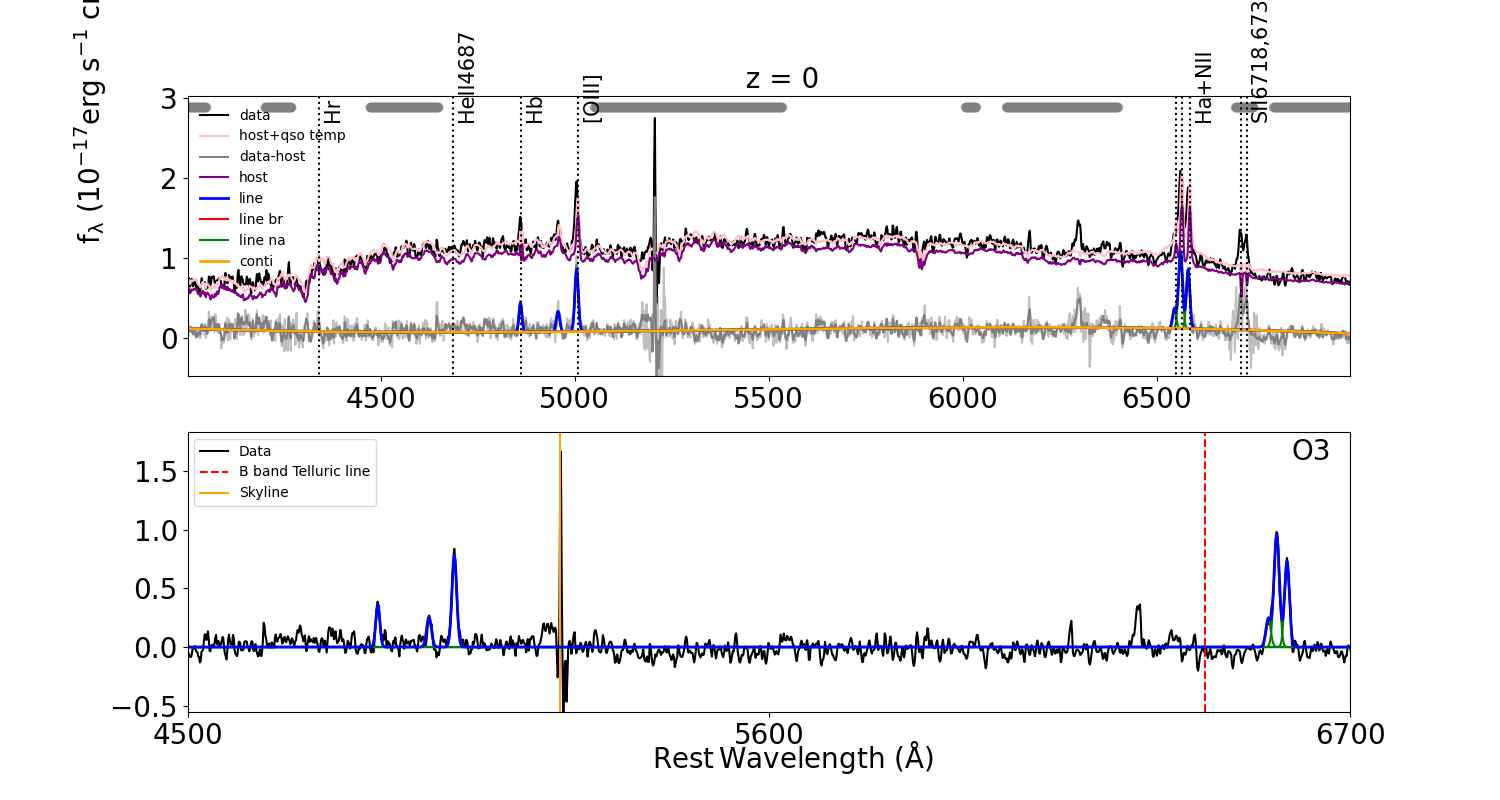 z = 0
f_λ (10^{-17} erg s^{-1}
3
2
1
0
data
host+qso temp
data-host
host
line
line br
line na
conti
Hr
HeII4687
Hb
[OIII]
Ha+NII
SII6718,673
4500
5000
5500
6000
6500
Data
B band Telluric line
Skyline
O3
1.5
1.0
0.5
0.0
−0.5
4500
5600
6700
Rest Wavelength (Å)